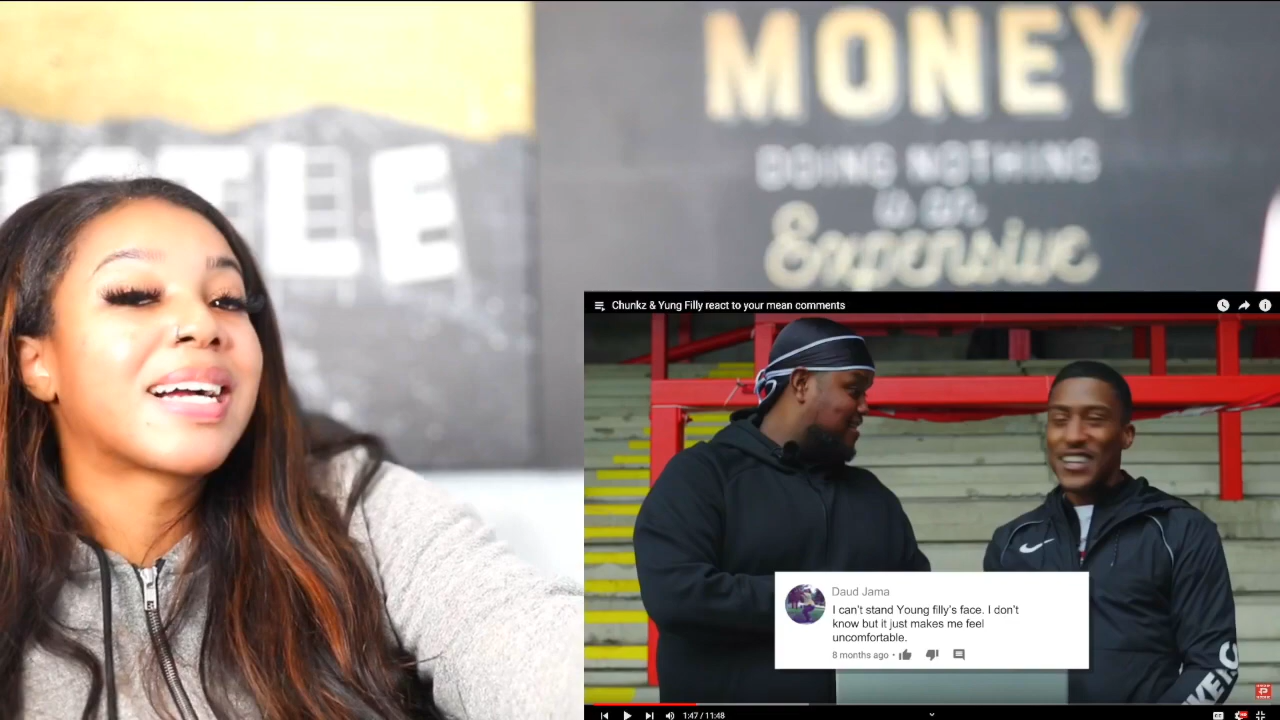 MONEY
DOING NOTHING
is an
Expensive
Chunkz & Yung Filly react to your mean comments
Daud Jama
I can't stand Young filly's face. I don't
know but it just makes me feel
uncomfortable.
8 months ago •
1:47 / 11:48